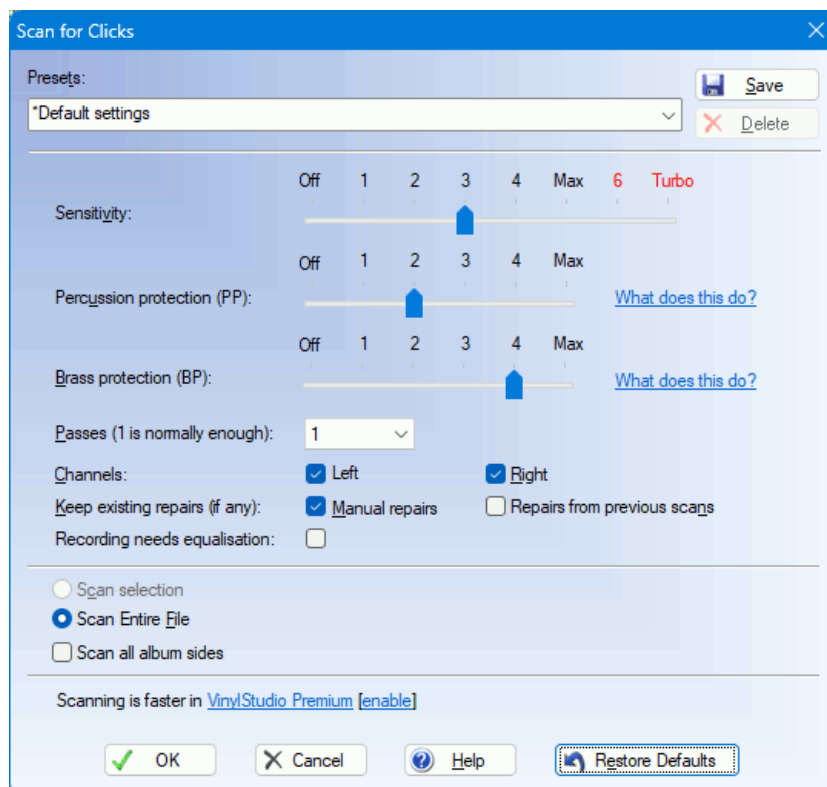 Scan for Clicks
Presets:
Save
*Default settings
Delete
Off 1 2 3 4 Max 6 Turbo
Sensitivity:
Off 1 2 3 4 Max
Percussion protection (PP): What does this do?
Off 1 2 3 4 Max
Brass protection (BP): What does this do?
Passes (1 is normally enough): 1
Channels: Left Right
Keep existing repairs (if any): Manual repairs Repairs from previous scans
Recording needs equalisation:
Scan selection
Scan Entire File
Scan all album sides
Scanning is faster in VinylStudio Premium [enable]
OK Cancel Help Restore Defaults